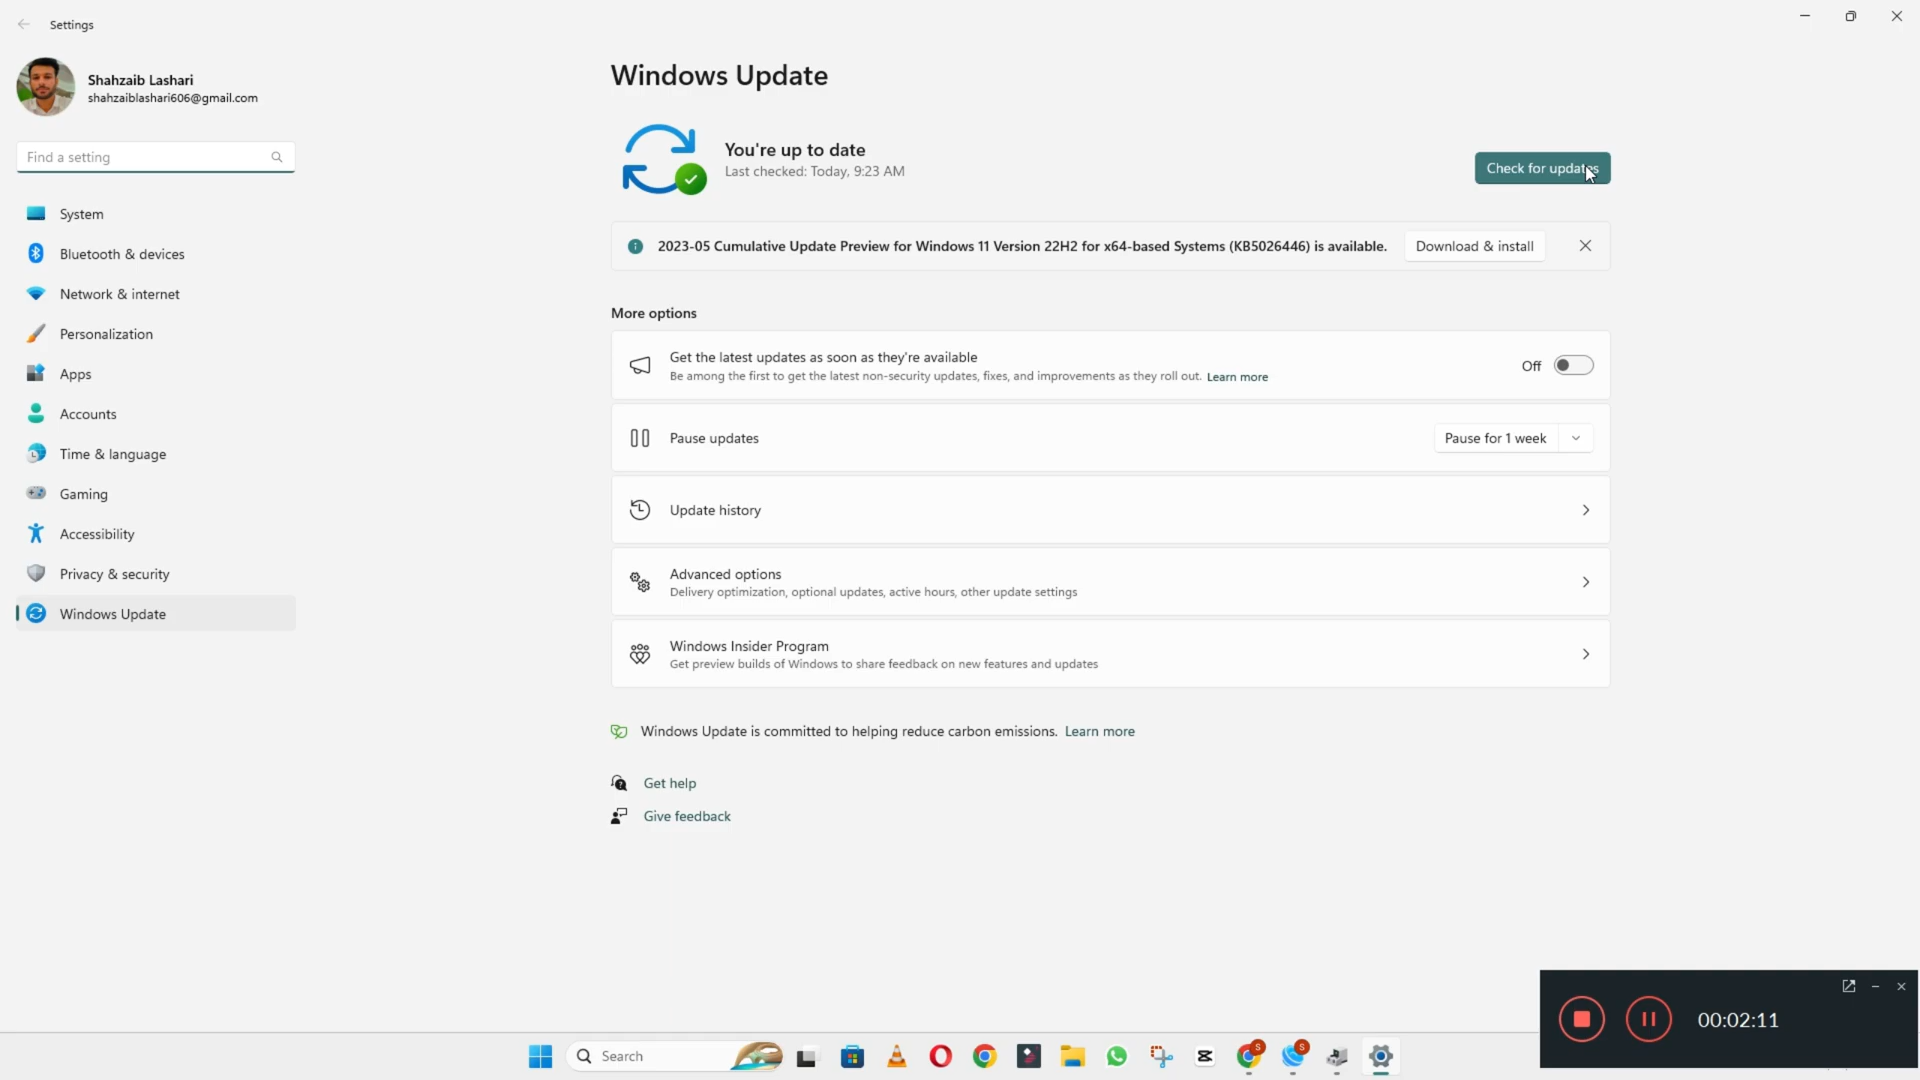 Settings
Shahzaib Lashari
shahzaiblashari606@gmail.com
Find a setting
System
Bluetooth & devices
Network & internet
Personalization
Apps
Accounts
Time & language
Gaming
Accessibility
Privacy & security
Windows Update
Windows Update
You're up to date
Last checked: Today, 9:23 AM
Check for updates
2023-05 Cumulative Update Preview for Windows 11 Version 22H2 for x64-based Systems (KB5026446) is available.
Download & install
More options
Get the latest updates as soon as they're available
Be among the first to get the latest non-security updates, fixes, and improvements as they roll out. Learn more
Off
Pause updates
Pause for 1 week
Update history
Advanced options
Delivery optimization, optional updates, active hours, other update settings
Windows Insider Program
Get preview builds of Windows to share feedback on new features and updates
Windows Update is committed to helping reduce carbon emissions. Learn more
Get help
Give feedback
00:02:11
Search
S
S